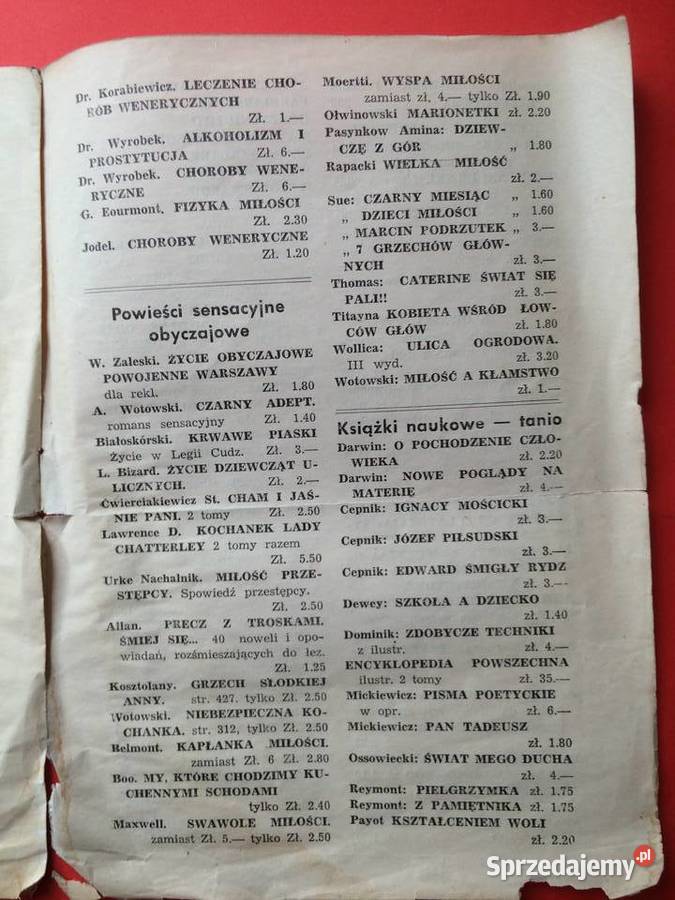 Dr. Korabiewicz. LECZENIE CHO-
RÓB WENERYCZNYCH
Zł. 1.—
Dr. Wyrobek. ALKOHOLIZM I
PROSTYTUCJA Zł. 6.—
Dr. Wyrobek. CHOROBY WENE-
RYCZNE Zł. 6.—
G. Eourmont. FIZYKA MIŁOŚCI
Zł. 2.30
Jodel. CHOROBY WENERYCZNE
Zł. 1.20
Powieści sensacyjne
obyczajowe
W. Zaleski. ŻYCIE OBYCZAJOWE
POWOJENNE WARSZAWY
dla rekl. Zł. 1.80
A. Wotowski. CZARNY ADEPT.
romans sensacyjny Zł. 1.40
Białoskórski. KRWAWE PIASKI
Życie w Legii Cudz. Zł. 3.—
L. Bizard. ŻYCIE DZIEWCZĄT U-
LICZNYCH. Zł. 2.—
Ćwierciakiewicz St. CHAM I JAŚ-
NIE PANI. 2 tomy Zł. 2.50
Lawrence D. KOCHANEK LADY
CHATTERLEY 2 tomy razem
Zł. 5.50
Urke Nachalnik. MIŁOŚĆ PRZE-
STĘPCY. Spowiedź przestępcy.
Zł. 2.50
Allan. PRECZ Z TROSKAMI.
ŚMIEJ SIĘ... 40 noweli i opo-
wiadań, rozśmieszających do łez.
Zł. 1.25
Kosztolany. GRZECH SŁODKIEJ
ANNY. str. 427. tylko Zł. 2.50
Wotowski. NIEBEZPIECZNA KO-
CHANKA. str. 312, tylko Zł. 2.50
Belmont. KAPŁANKA MIŁOŚCI.
zamiast Zł. 6 Zł. 2.80
Boo. MY, KTÓRE CHODZIMY KU-
CHENNYMI SCHODAMI
tylko Zł. 2.40
Maxwell. SWAWOLE MIŁOŚCI.
zamiast Zł. 5.— tylko Zł. 2.50
Moertti. WYSPA MIŁOŚCI
zamiast zł. 4.— tylko Zł. 1.90
Olwinowski MARIONETKI zł. 2.20
Pasynkow Amina: DZIEW-
CZĘ Z GÓR „ 1.80
Rapacki WIELKA MIŁOŚĆ
zł. 2.—
Sue: CZARNY MIESIĄC „ 1.60
„ DZIECI MIŁOŚCI „ 1.60
„ MARCIN PODRZUTEK „ 3.—
„ 7 GRZECHÓW GŁÓW-
NYCH zł. 3.—
Thomas: CATERINE ŚWIAT SIĘ
PALI!! zł. 3.—
Titayna KOBIETA WŚRÓD ŁOW-
CÓW GŁÓW zł. 1.80
Wollica: ULICA OGRODOWA.
III wyd. zł. 3.20
Wotowski: MIŁOŚĆ A KŁAMSTWO
zł. 1.—
Książki naukowe — tanio
Darwin: O POCHODZENIE CZŁO-
WIEKA zł. 2.20
Darwin: NOWE POGLĄDY NA
MATERIĘ zł. 4.—
Cepnik: IGNACY MOŚCICKI
zł. 3.—
Cepnik: JÓZEF PIŁSUDSKI
zł. 3.—
Cepnik: EDWARD ŚMIGŁY RYDZ
zł. 3.—
Dewey: SZKOŁA A DZIECKO
zł. 1.40
Dominik: ZDOBYCZE TECHNIKI
z ilustr. zł. 4.—
ENCYKLOPEDIA POWSZECHNA
ilustr. 2 tomy zł. 35.—
Mickiewicz: PISMA POETYCKIE
w opr. zł. 6.—
Mickiewicz: PAN TADEUSZ
zł. 1.80
Ossowiecki: ŚWIAT MEGO DUCHA
zł. 4.—
Reymont: PIELGRZYMKA zł. 1.75
Reymont: Z PAMIĘTNIKA zł. 1.75
Payot KSZTAŁCENIEM WOLI
zł. 2.20
Sprzedajemy.pl